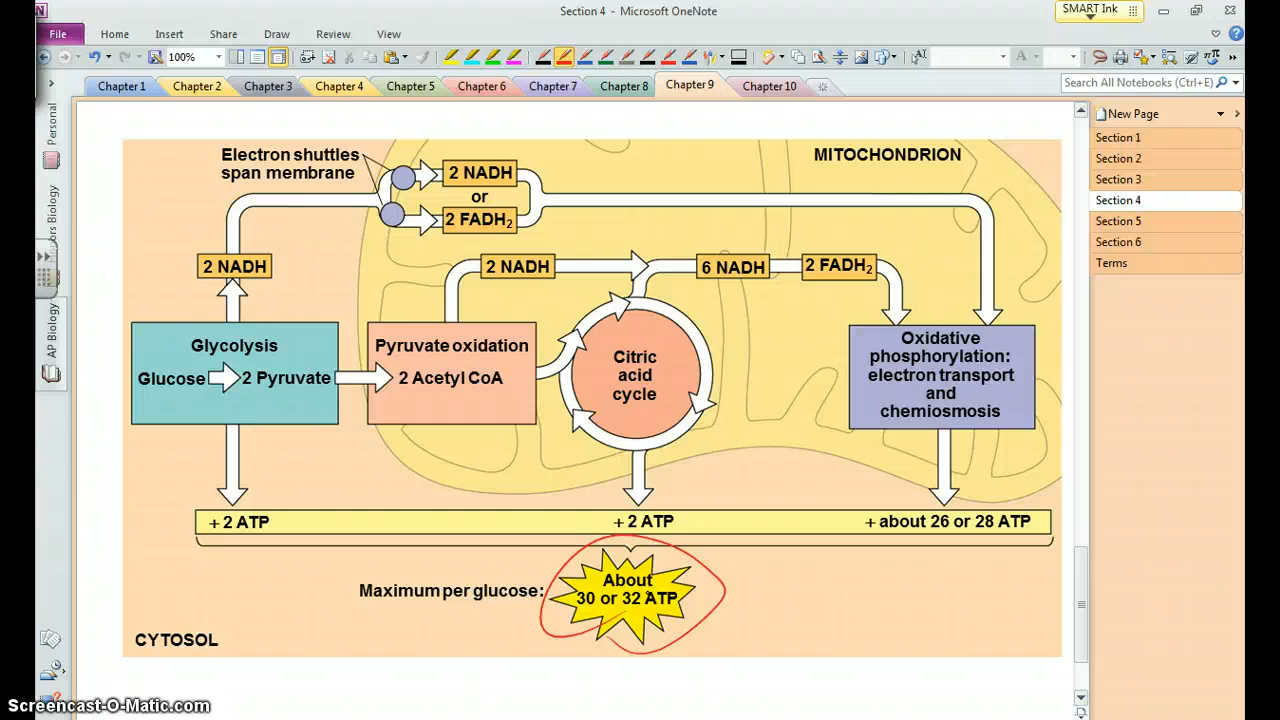 Section 4 - Microsoft OneNote
SMART Ink
File
Home
Insert
Share
Draw
Review
View
100%
Chapter 1
Chapter 2
Chapter 3
Chapter 4
Chapter 5
Chapter 6
Chapter 7
Chapter 8
Chapter 9
Chapter 10
Search All Notebooks (Ctrl+E)
New Page
Section 1
Section 2
Section 3
Section 4
Section 5
Section 6
Terms
Personal
AP Biology
Electron shuttles
span membrane
MITOCHONDRION
2 NADH
or
2 FADH₂
2 NADH
2 NADH
6 NADH
2 FADH₂
Glycolysis
Glucose
2 Pyruvate
Pyruvate oxidation
2 Acetyl CoA
Citric
acid
cycle
Oxidative
phosphorylation:
electron transport
and
chemiosmosis
+ 2 ATP
+ 2 ATP
+ about 26 or 28 ATP
Maximum per glucose:
About
30 or 32 ATP
CYTOSOL
Screencast-O-Matic.com